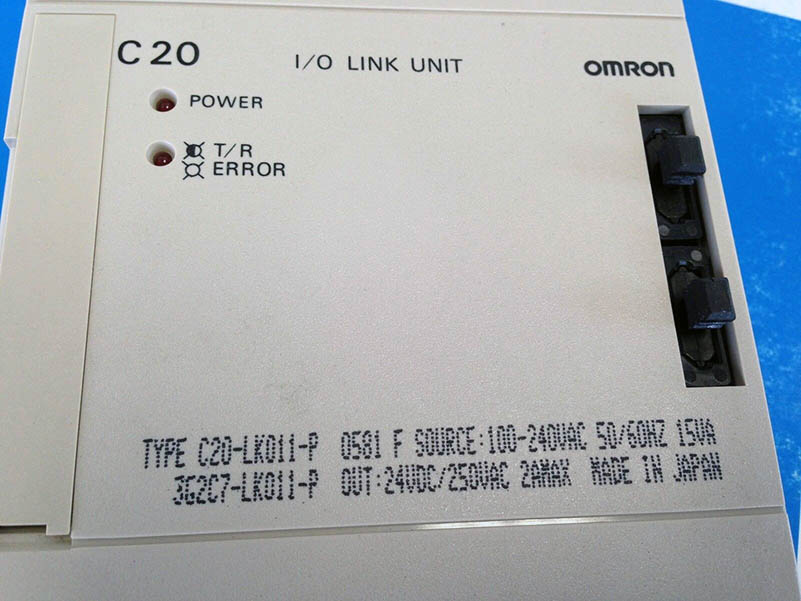 C20 I/O LINK UNIT OMRON
POWER
T/R
ERROR
TYPE C20-LK011-P 0581 F SOURCE:100-240VAC 50/60HZ 15VA
3G2C7-LK011-P OUT:24VDC/250VAC 2AMAX MADE IN JAPAN